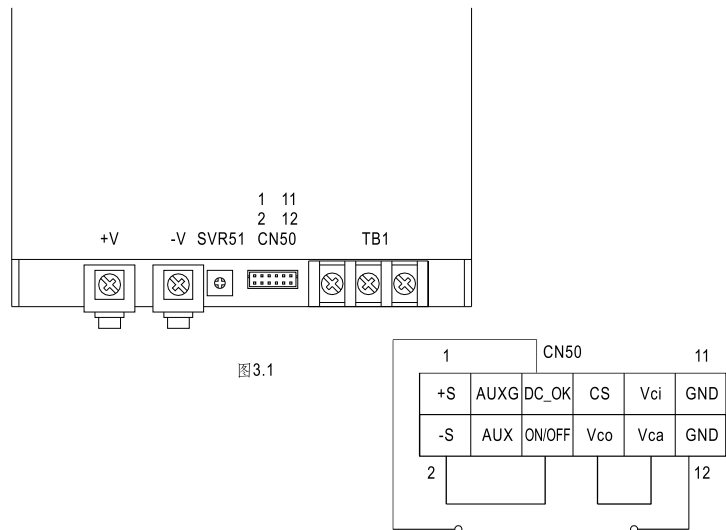 1 11
2 12
+V -V SVR51 CN50 TB1
图3.1
CN50
1 11
+S AUXG DC_OK CS Vci GND
-S AUX ON/OFF Vco Vca GND
2 12